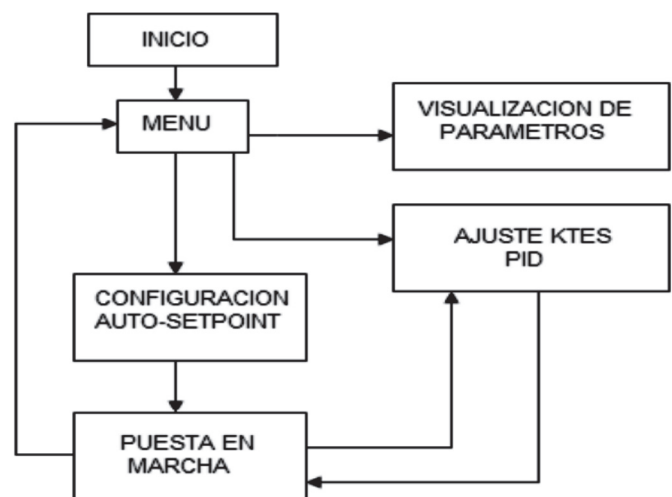 INICIO
MENU
VISUALIZACION DE
PARAMETROS
AJUSTE KTES
PID
CONFIGURACION
AUTO-SETPOINT
PUESTA EN
MARCHA